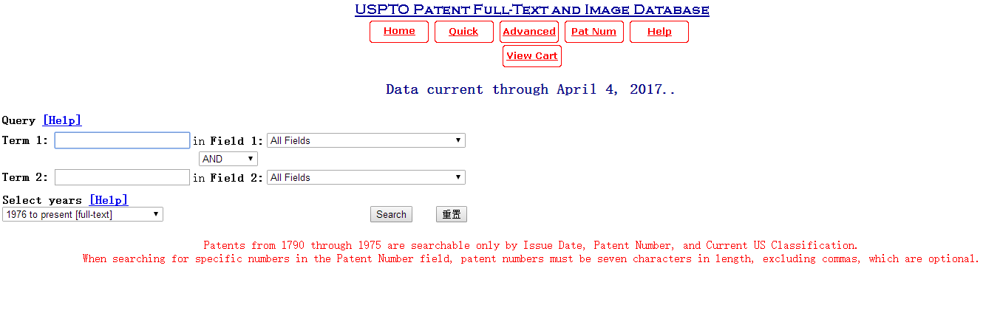 USPTO PATENT FULL-TEXT AND IMAGE DATABASE
Home Quick Advanced Pat Num Help
View Cart
Data current through April 4, 2017..
Query [Help]
Term 1: in Field 1: All Fields
AND
Term 2: in Field 2: All Fields
Select years [Help]
1976 to present [full-text] Search 重置
Patents from 1790 through 1975 are searchable only by Issue Date, Patent Number, and Current US Classification.
When searching for specific numbers in the Patent Number field, patent numbers must be seven characters in length, excluding commas, which are optional.